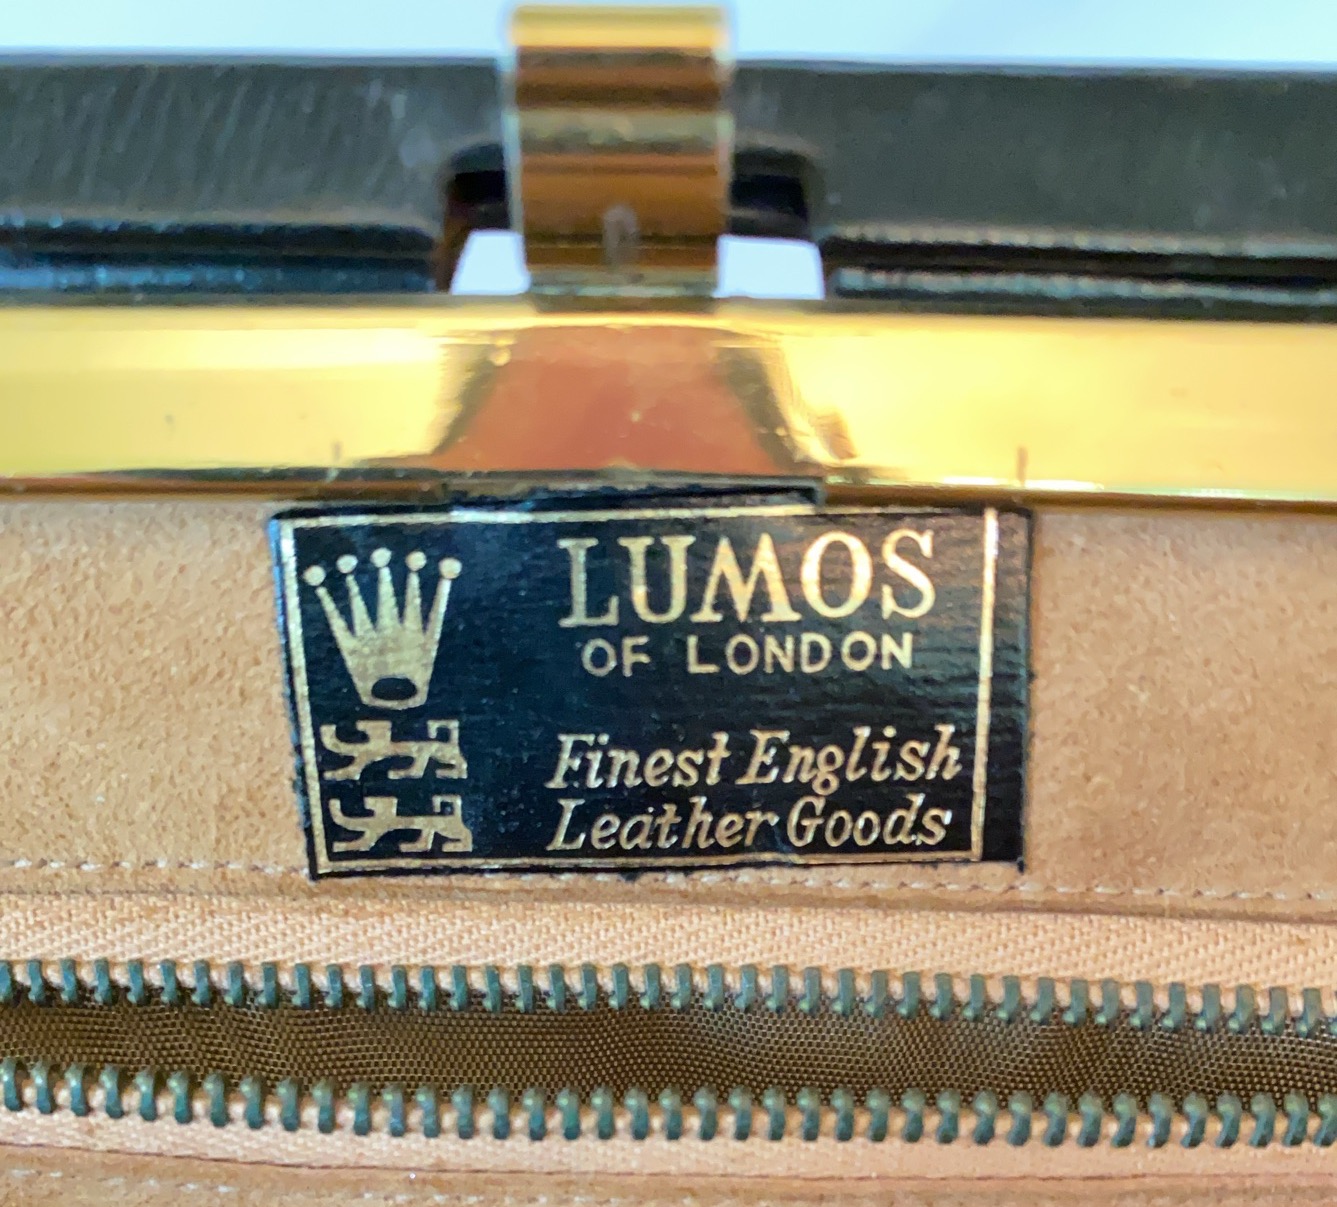 LUMOS
OF LONDON
Finest English
Leather Goods